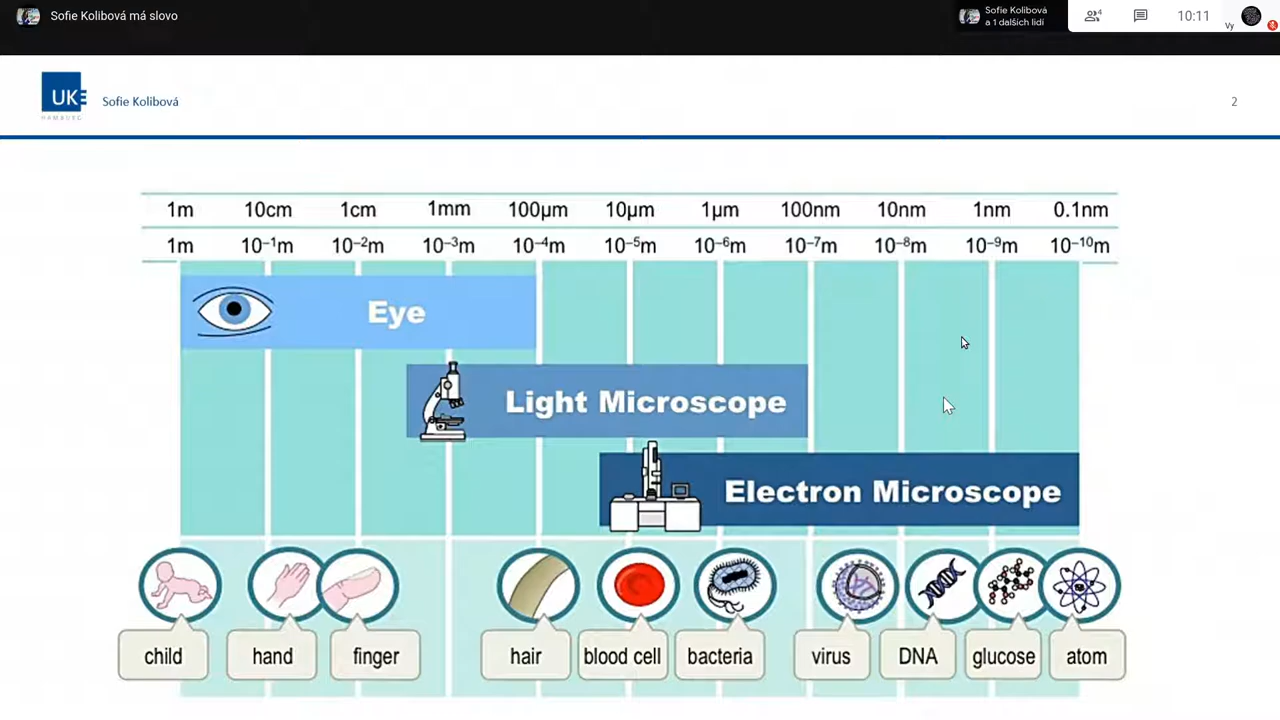 Sofie Kolibová má slovo
Sofie Kolibová
a 1 dalších lidí
4
10:11
Vy
UKE
HAMBURG
Sofie Kolibová
2
1m 10cm 1cm 1mm 100µm 10µm 1µm 100nm 10nm 1nm 0.1nm
1m 10⁻¹m 10⁻²m 10⁻³m 10⁻⁴m 10⁻⁵m 10⁻⁶m 10⁻⁷m 10⁻⁸m 10⁻⁹m 10⁻¹⁰m
Eye
Light Microscope
Electron Microscope
child hand finger hair blood cell bacteria virus DNA glucose atom